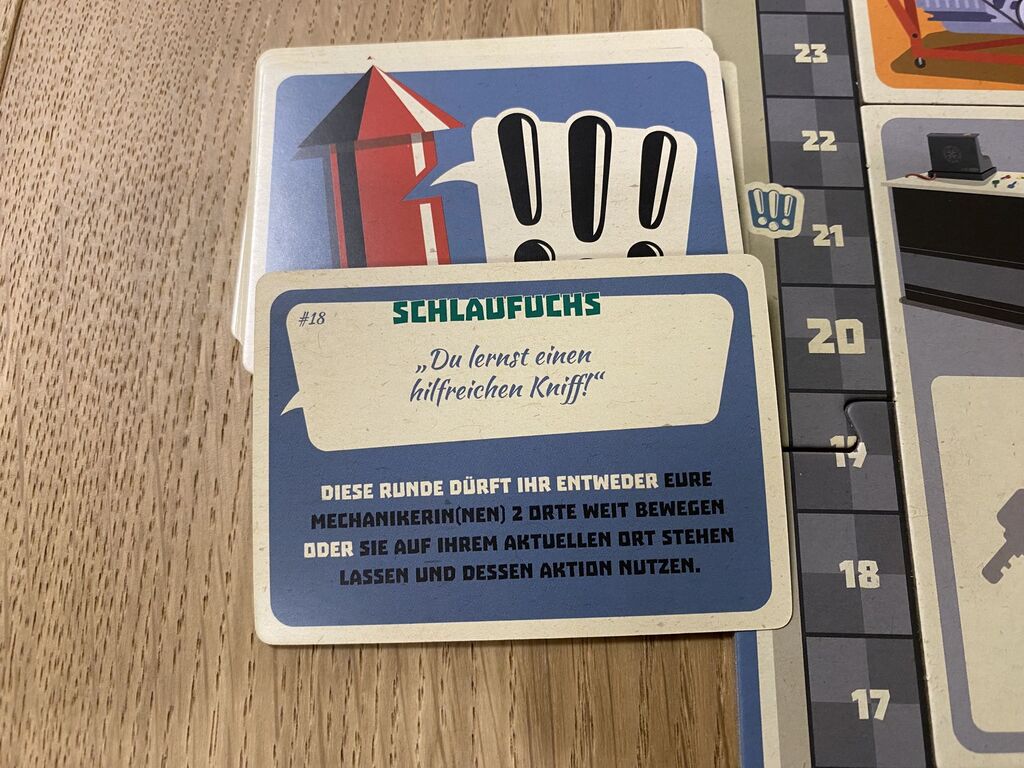 !!!
#18
SCHLAUFUCHS
„Du lernst einen
hilfreichen Kniff!“
DIESE RUNDE DÜRFT IHR ENTWEDER EURE
MECHANIKERIN(NEN) 2 ORTE WEIT BEWEGEN
ODER SIE AUF IHREM AKTUELLEN ORT STEHEN
LASSEN UND DESSEN AKTION NUTZEN.
23
22
!!!
21
20
19
18
17